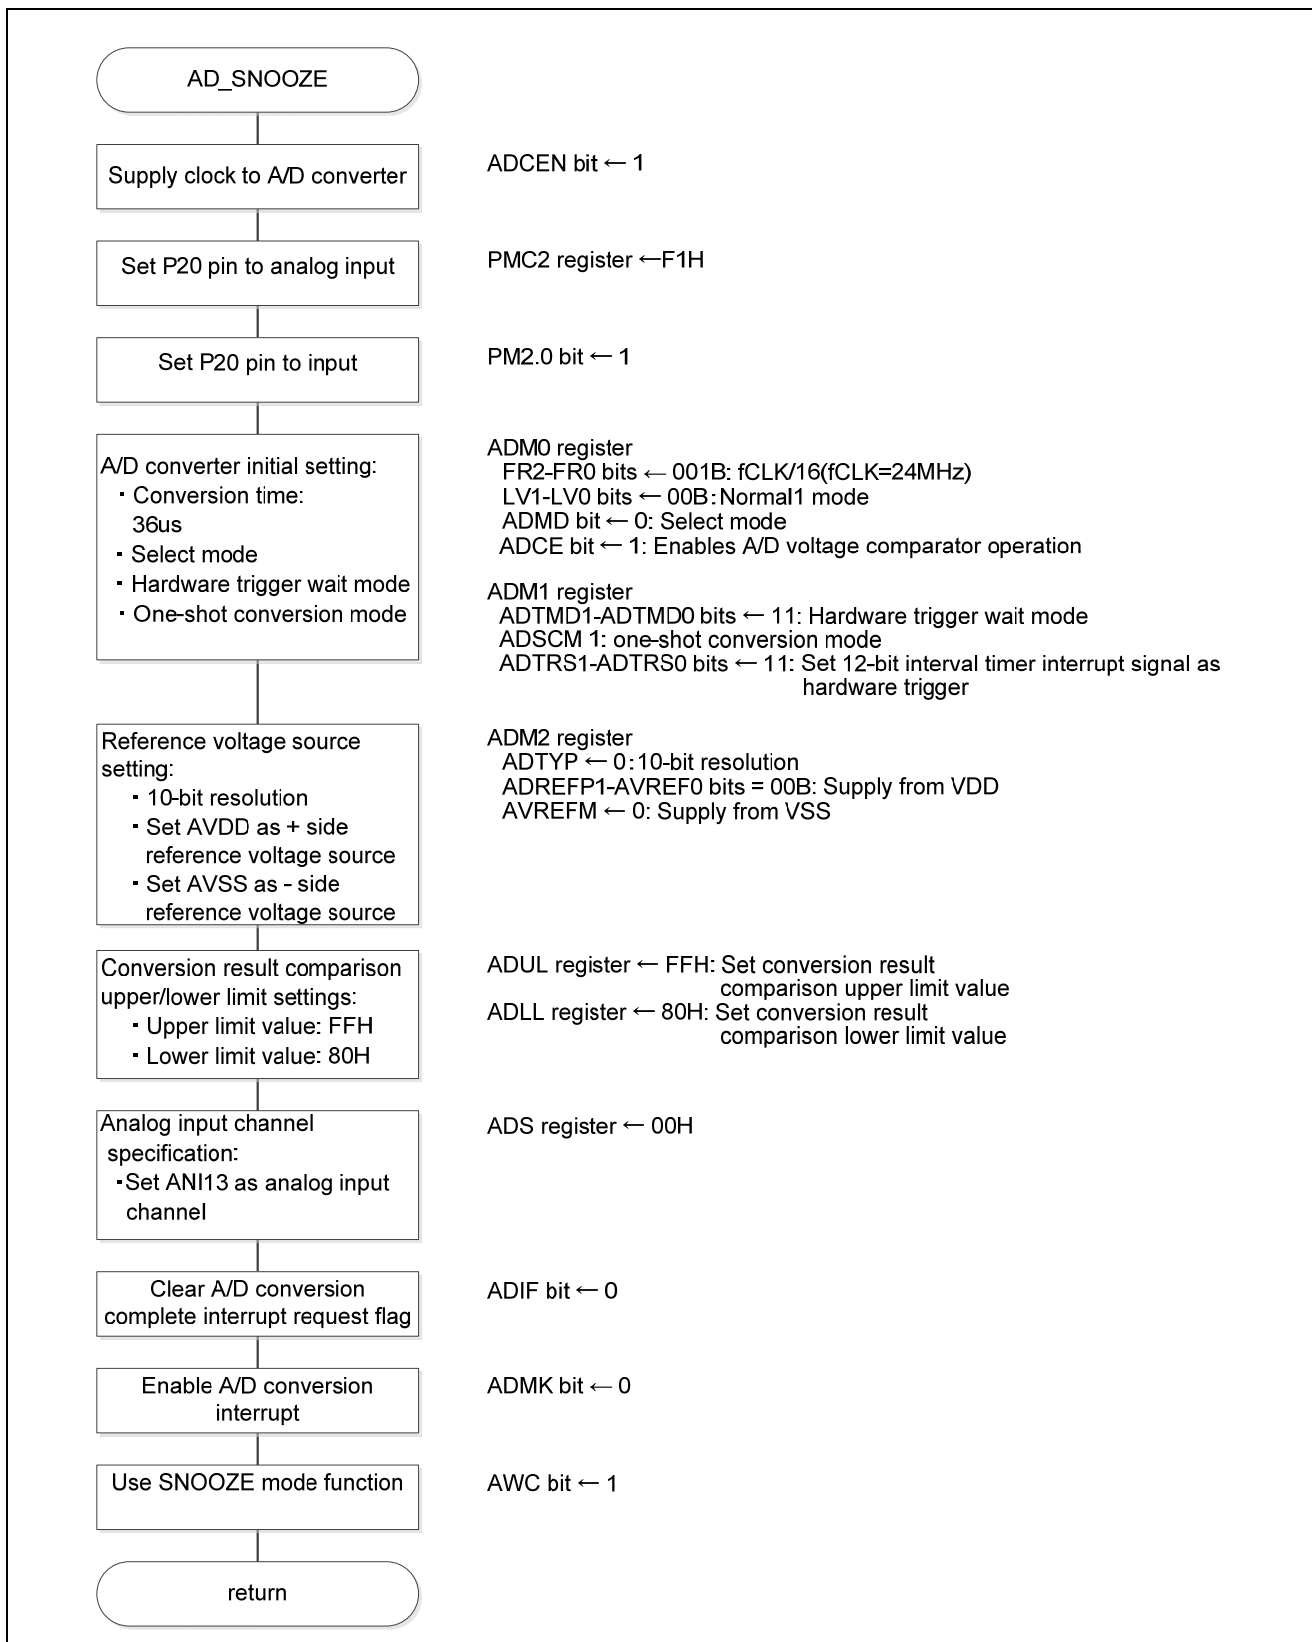 AD_SNOOZE
Supply clock to A/D converter
ADCEN bit ← 1
Set P20 pin to analog input
PMC2 register ←F1H
Set P20 pin to input
PM2.0 bit ← 1
A/D converter initial setting:
・Conversion time:
36us
・Select mode
・Hardware trigger wait mode
・One-shot conversion mode
ADM0 register
FR2-FR0 bits ← 001B: fCLK/16(fCLK=24MHz)
LV1-LV0 bits ← 00B: Normal1 mode
ADMD bit ← 0: Select mode
ADCE bit ← 1: Enables A/D voltage comparator operation
ADM1 register
ADTMD1-ADTMD0 bits ← 11: Hardware trigger wait mode
ADSCM 1: one-shot conversion mode
ADTRS1-ADTRS0 bits ← 11: Set 12-bit interval timer interrupt signal as
hardware trigger
Reference voltage source
setting:
・10-bit resolution
・Set AVDD as + side
reference voltage source
・Set AVSS as - side
reference voltage source
ADM2 register
ADTYP ← 0: 10-bit resolution
ADREFP1-AVREF0 bits = 00B: Supply from VDD
AVREFM ← 0: Supply from VSS
Conversion result comparison
upper/lower limit settings:
・Upper limit value: FFH
・Lower limit value: 80H
ADUL register ← FFH: Set conversion result
comparison upper limit value
ADLL register ← 80H: Set conversion result
comparison lower limit value
Analog input channel
specification:
・Set ANI13 as analog input
channel
ADS register ← 00H
Clear A/D conversion
complete interrupt request flag
ADIF bit ← 0
Enable A/D conversion
interrupt
ADMK bit ← 0
Use SNOOZE mode function
AWC bit ← 1
return